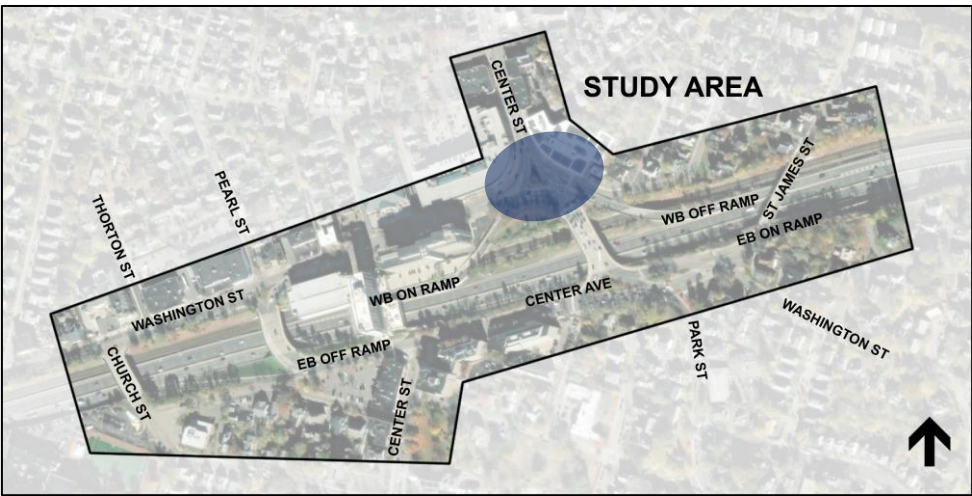 CENTER ST
STUDY AREA
THORTON ST
PEARL ST
ST JAMES ST
WB OFF RAMP
EB ON RAMP
WASHINGTON ST
WB ON RAMP
CENTER AVE
WASHINGTON ST
EB OFF RAMP
PARK ST
CHURCH ST
CENTER ST